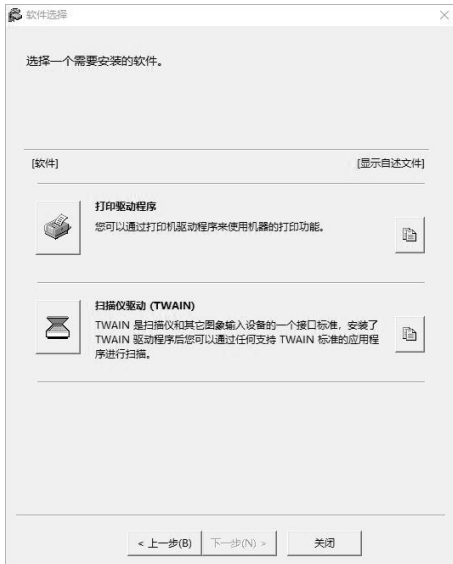 软件选择
选择一个需要安装的软件。
[软件] [显示自述文件]
打印驱动程序
您可以通过打印机驱动程序来使用机器的打印功能。
扫描仪驱动 (TWAIN)
TWAIN 是扫描仪和其它图象输入设备的一个接口标准，安装了
TWAIN 驱动程序后您可以通过任何支持 TWAIN 标准的应用程
序进行扫描。
< 上一步(B) 下一步(N) > 关闭